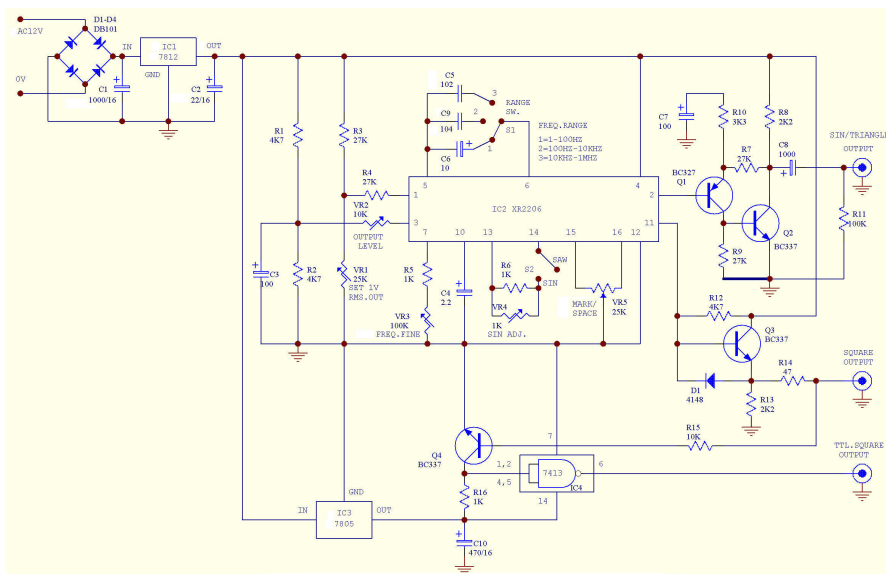 AC12V
0V
D1-D4
DB101
IN
IC1
7812
OUT
GND
C1
1000/16
C2
22/16
R1
4K7
R3
27K
C5
102
C9
104
C6
10
3
2
1
RANGE
SW.
S1
FREQ.RANGE
1=1-100HZ
2=100HZ-10KHZ
3=10KHZ-1MHZ
C7
100
R10
3K3
R8
2K2
SIN/TRIANGLE
OUTPUT
R7
27K
C8
1000
BC327
Q1
R4
27K
VR2
10K
OUTPUT
LEVEL
5
6
4
1
2
IC2 XR2206
3
11
7
10
13
14
15
16
12
Q2
BC337
R11
100K
R9
27K
C3
100
R2
4K7
VR1
25K
SET 1V
RMS.OUT
R5
1K
VR3
100K
FREQ.FINE
C4
2.2
R6
1K
VR4
1K
SIN ADJ.
SAW
S2
SIN
MARK/
SPACE
VR5
25K
R12
4K7
Q3
BC337
R14
47
SQUARE
OUTPUT
D1
4148
R13
2K2
R15
10K
TTL.SQUARE
OUTPUT
Q4
BC337
7
1,2
4,5
7413
6
14
IC4
R16
1K
GND
IN
IC3
7805
OUT
C10
470/16